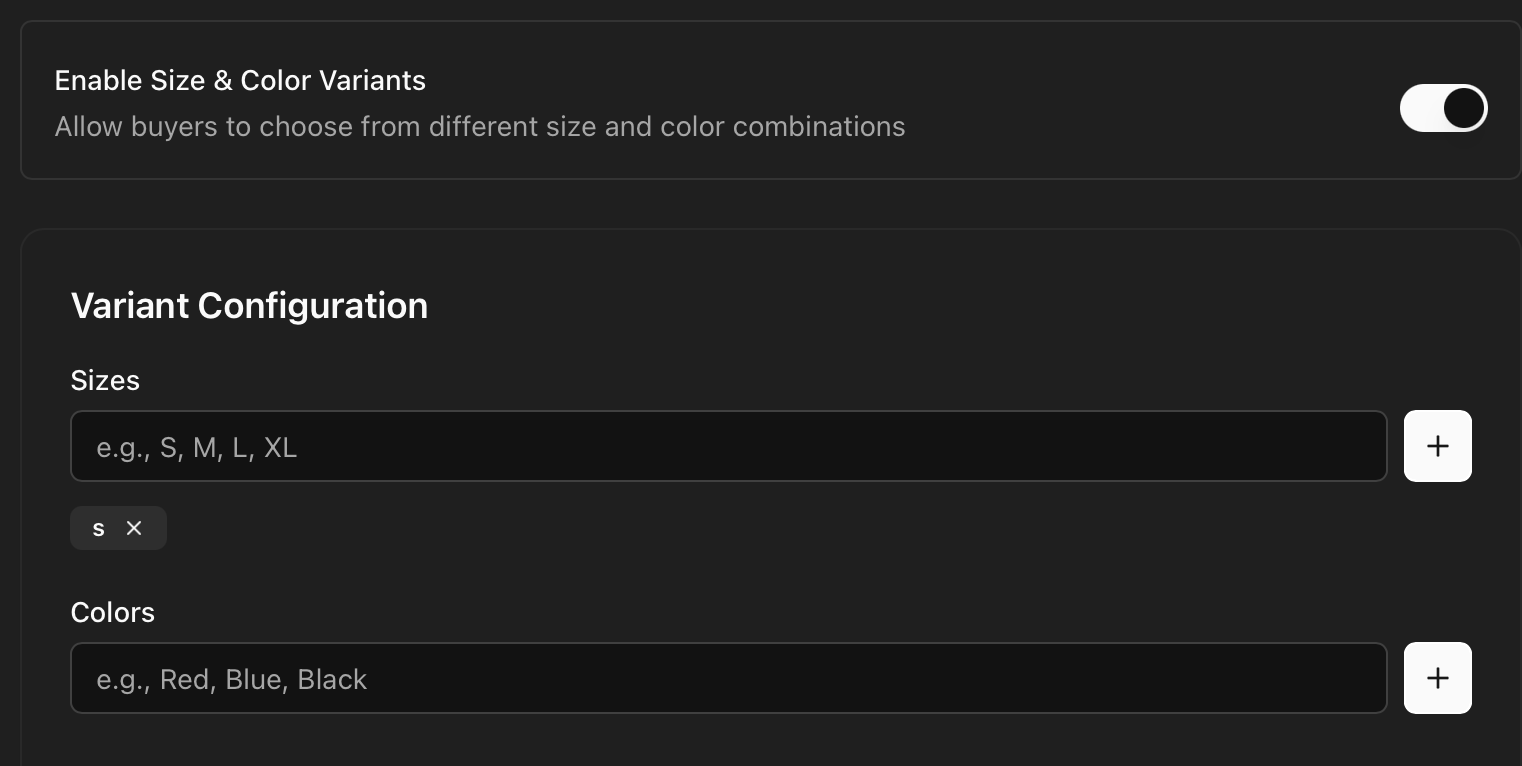 Enable Size & Color Variants
Allow buyers to choose from different size and color combinations
Variant Configuration
Sizes
e.g., S, M, L, XL
s
Colors
e.g., Red, Blue, Black